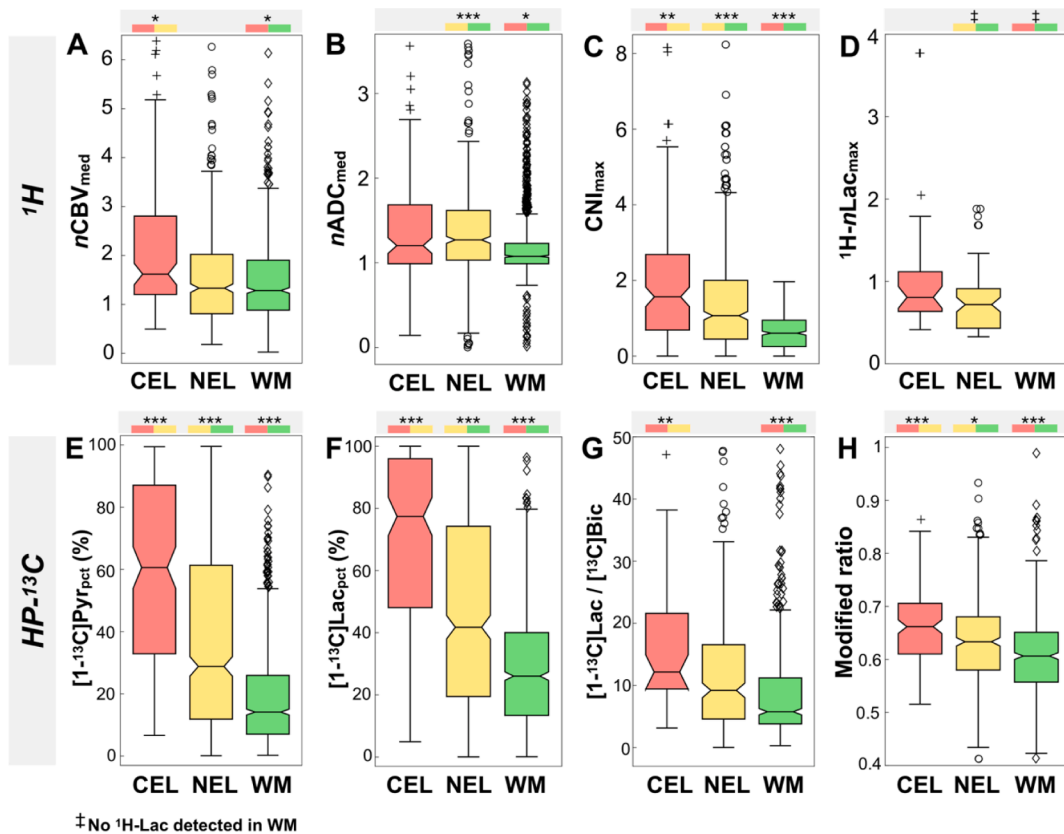 ¹H
A
*
*
nCBVmed
6
5
4
3
2
1
0
CEL NEL WM
B
***
*
nADCmed
3
2
1
0
CEL NEL WM
C
**
***
***
CNImax
8
6
4
2
0
CEL NEL WM
D
‡
‡
¹H-nLacmax
4
3
2
1
0
CEL NEL WM
HP-¹³C
E
***
***
***
[1-¹³C]Pyrpct (%)
100
80
60
40
20
0
CEL NEL WM
F
***
***
***
[1-¹³C]Lacpct (%)
100
80
60
40
20
0
CEL NEL WM
G
**
***
[1-¹³C]Lac / [¹³C]Bic
50
40
30
20
10
0
CEL NEL WM
H
***
*
***
Modified ratio
1
0.9
0.8
0.7
0.6
0.5
0.4
CEL NEL WM
‡No ¹H-Lac detected in WM